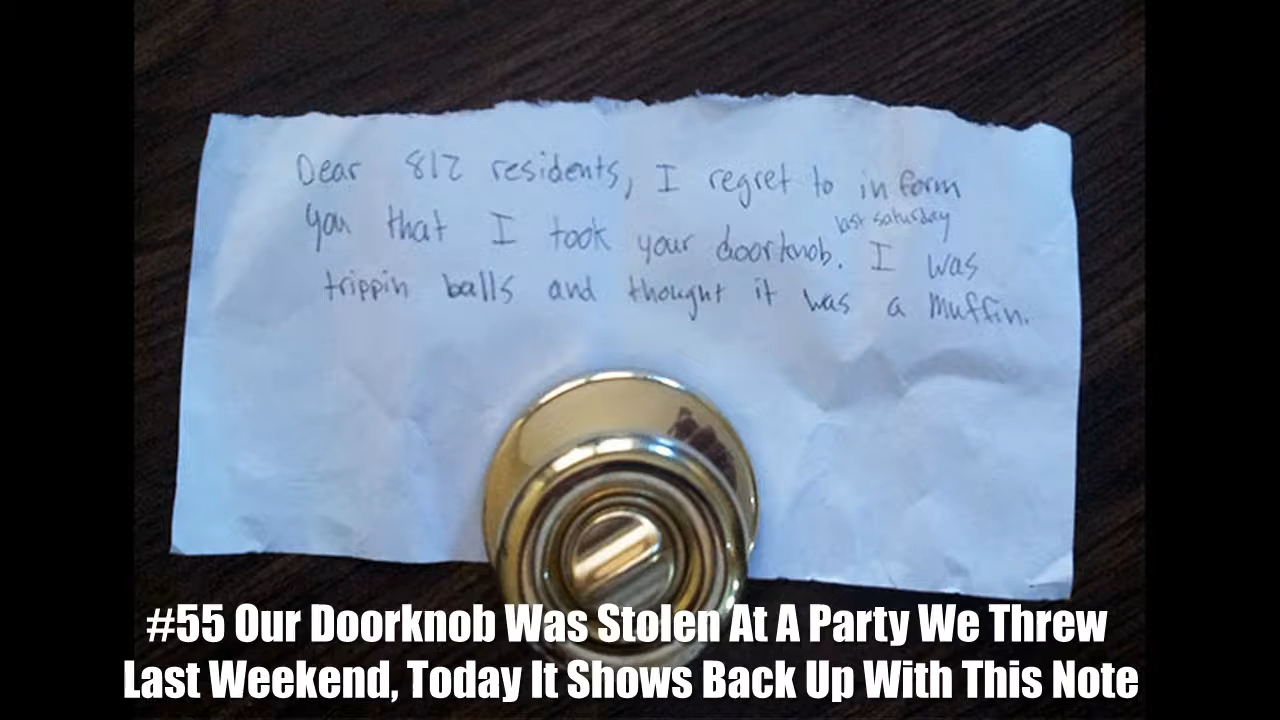 Dear 812 residents, I regret to inform
you that I took your doorknob. last saturday I was
trippin balls and thought it was a muffin.
#55 Our Doorknob Was Stolen At A Party We Threw
Last Weekend, Today It Shows Back Up With This Note